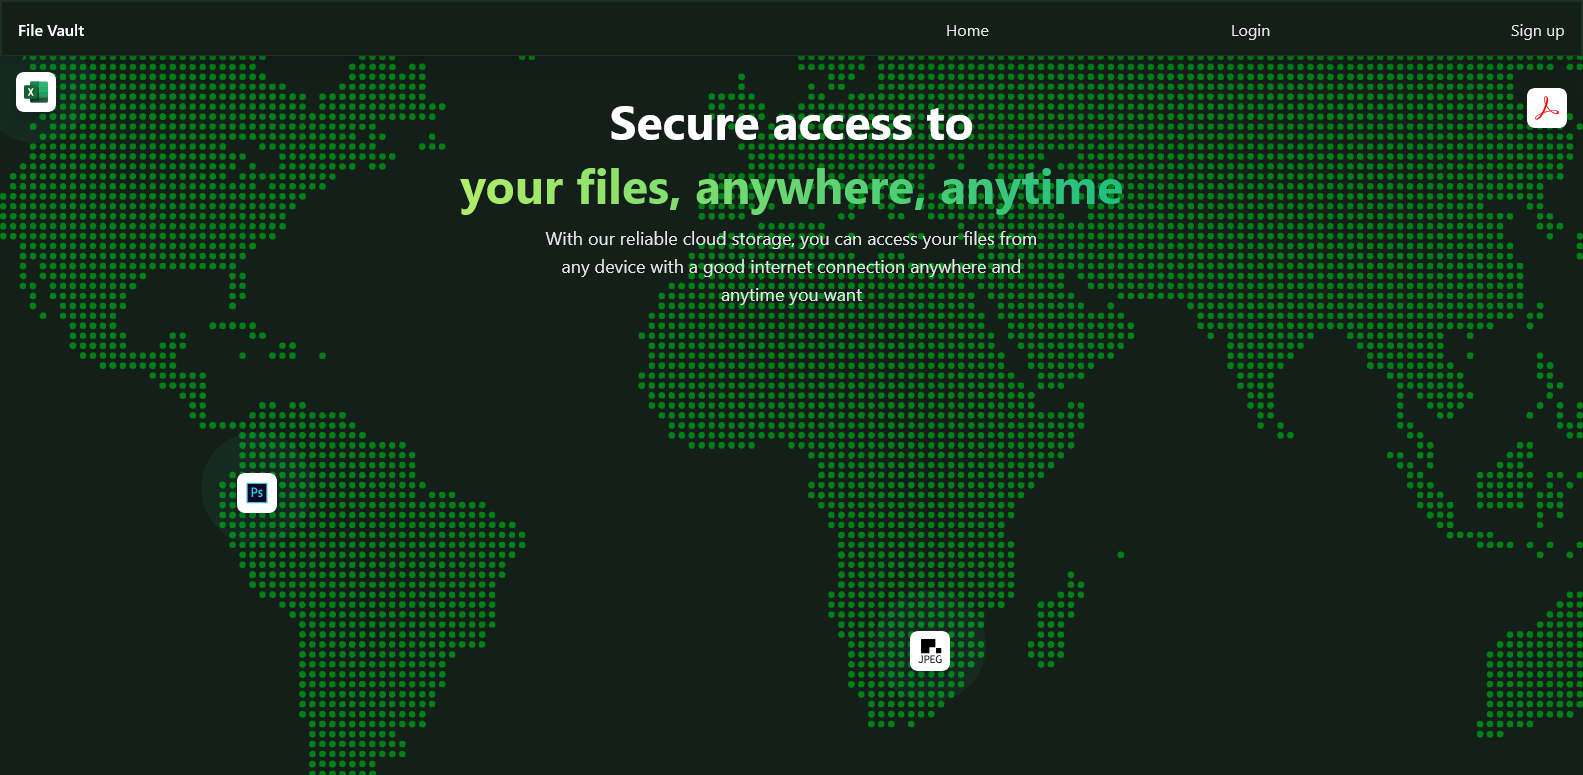 File Vault
Home
Login
Sign up
X
Secure access to
your files, anywhere, anytime
With our reliable cloud storage, you can access your files from
any device with a good internet connection anywhere and
anytime you want
Ps
JPEG